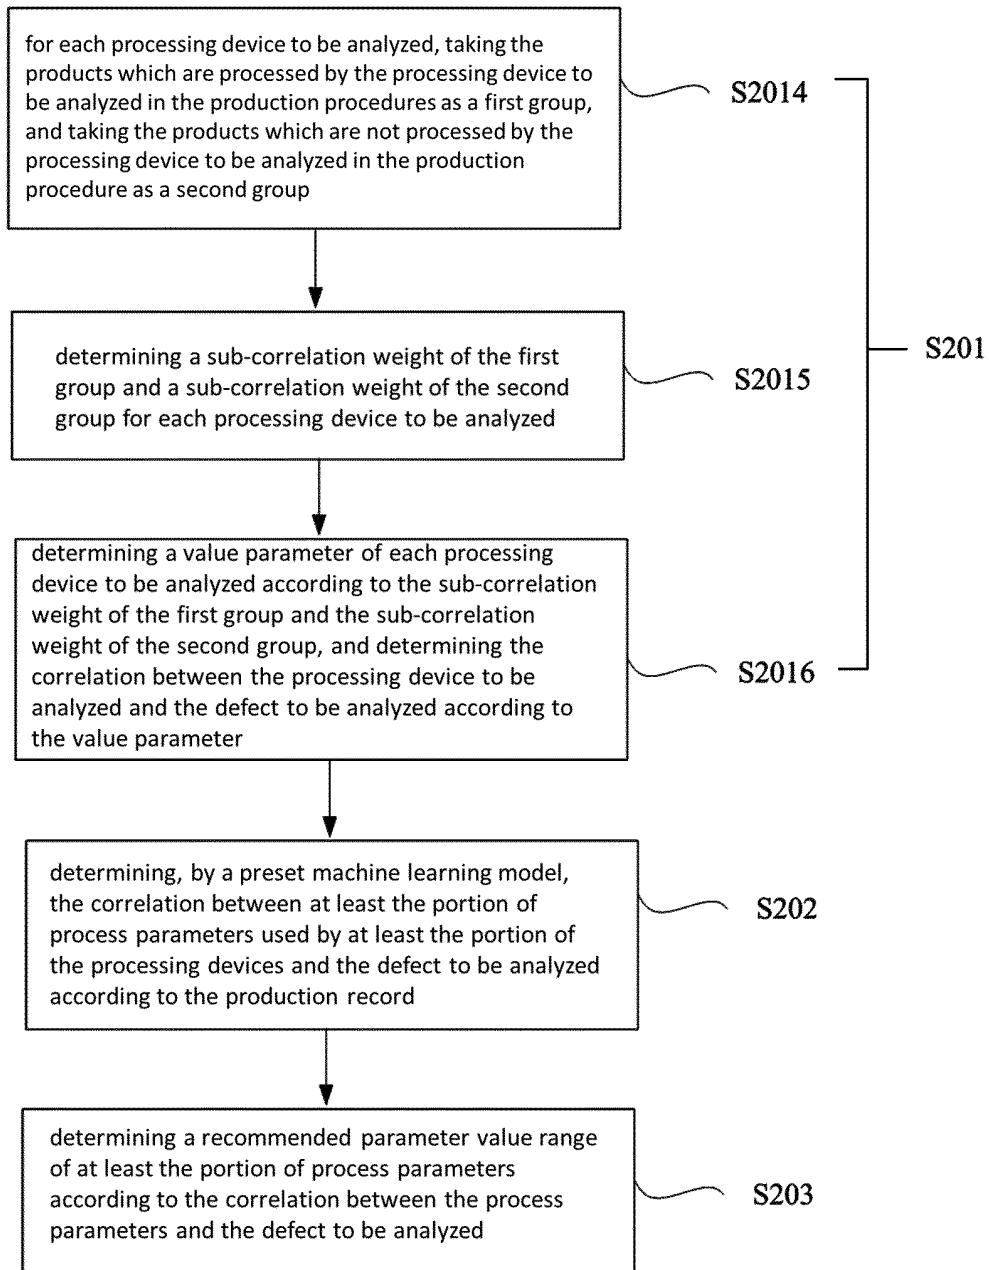 for each processing device to be analyzed, taking the
products which are processed by the processing device to
be analyzed in the production procedures as a first group,
and taking the products which are not processed by the
processing device to be analyzed in the production
procedure as a second group
S2014
determining a sub-correlation weight of the first
group and a sub-correlation weight of the second
group for each processing device to be analyzed
S2015
S201
determining a value parameter of each processing
device to be analyzed according to the sub-correlation
weight of the first group and the sub-correlation
weight of the second group, and determining the
correlation between the processing device to be
analyzed and the defect to be analyzed according to
the value parameter
S2016
determining, by a preset machine learning model,
the correlation between at least the portion of
process parameters used by at least the portion of
the processing devices and the defect to be analyzed
according to the production record
S202
determining a recommended parameter value range
of at least the portion of process parameters
according to the correlation between the process
parameters and the defect to be analyzed
S203